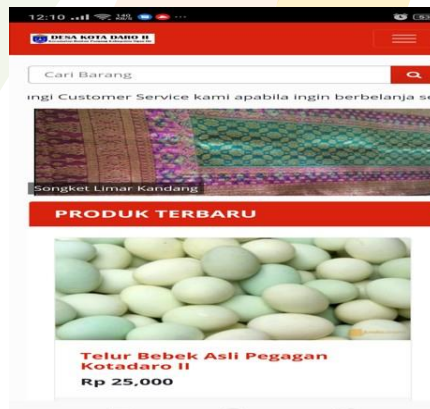 12:10
DESA KOTA DARO II
Cari Barang
ngi Customer Service kami apabila ingin berbelanja se
Songket Limar Kandang
PRODUK TERBARU
Telur Bebek Asli Pegagan
Kotadaro II
Rp 25,000